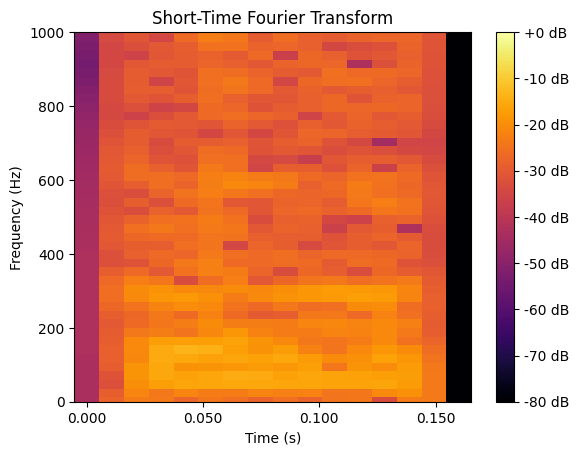 Short-Time Fourier Transform
1000
800
600
400
200
0
Frequency (Hz)
0.000
0.050
0.100
0.150
Time (s)
+0 dB
-10 dB
-20 dB
-30 dB
-40 dB
-50 dB
-60 dB
-70 dB
-80 dB